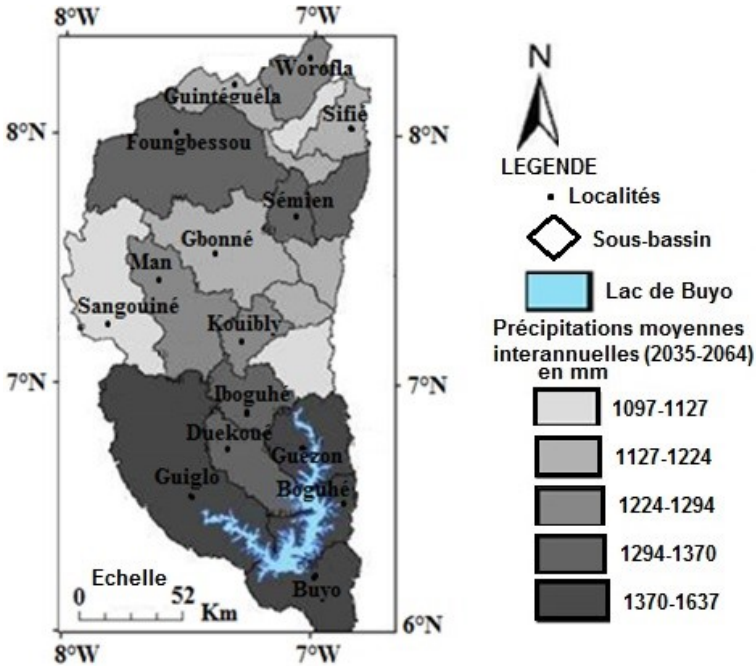 8°W
7°W
N
Worofla
Guintéguéla
Sifié
8°N
8°N
Foungbessou
LEGENDE
Localités
Sémien
Sous-bassin
Gbonné
Man
Lac de Buyo
Sangouiné
Kouibly
Précipitations moyennes
interannuelles (2035-2064)
en mm
7°N
7°N
Iboguhé
1097-1127
Duekoué
Guézon
1127-1224
Guiglo
Boguhé
1224-1294
1294-1370
Echelle
Buyo
0 52
Km
1370-1637
6°N
8°W
7°W